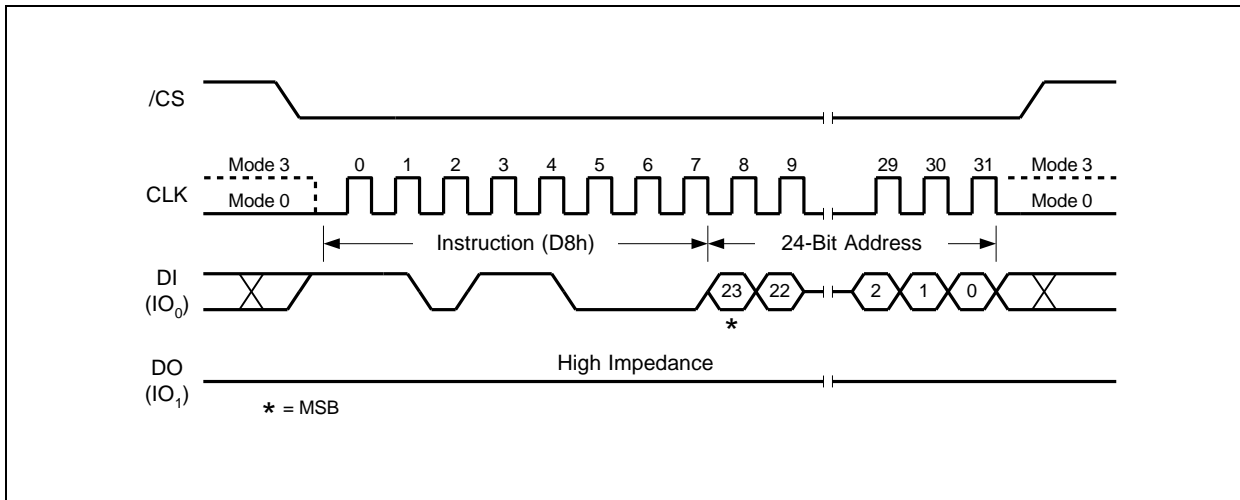 /CS
Mode 3 0 1 2 3 4 5 6 7 8 9 29 30 31 Mode 3
CLK Mode 0 Mode 0
Instruction (D8h) 24-Bit Address
DI
(IO₀) 23 22 2 1 0
*
DO High Impedance
(IO₁)
* = MSB